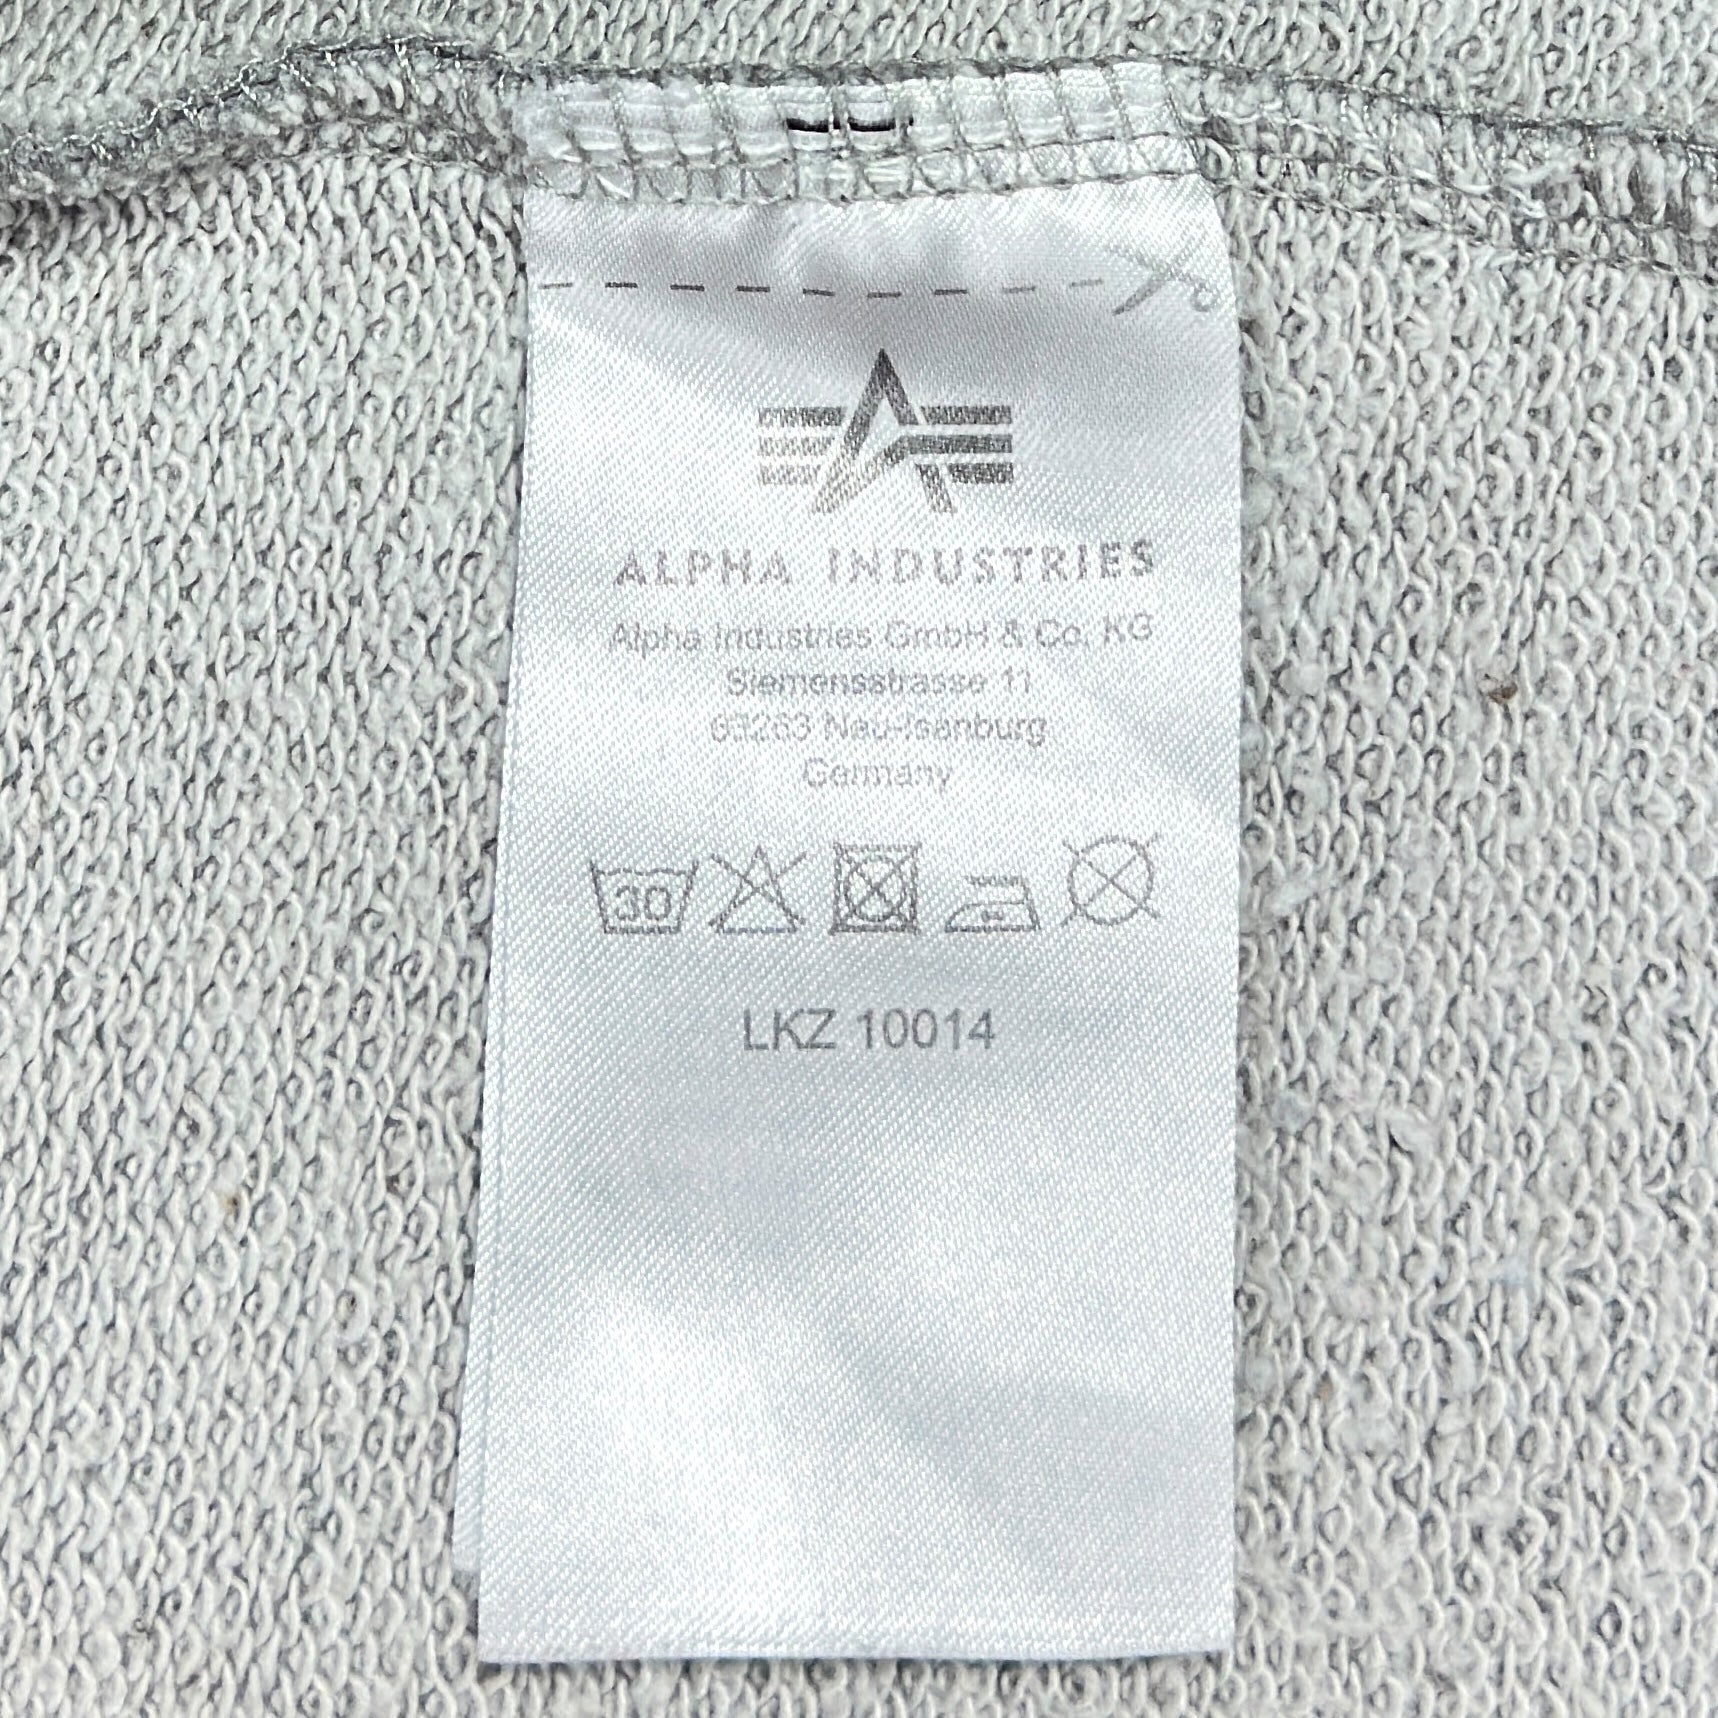 ALPHA INDUSTRIES
Alpha Industries GmbH & Co. KG
Siemensstrasse 11
63263 Neu-Isenburg
Germany
30
LKZ 10014